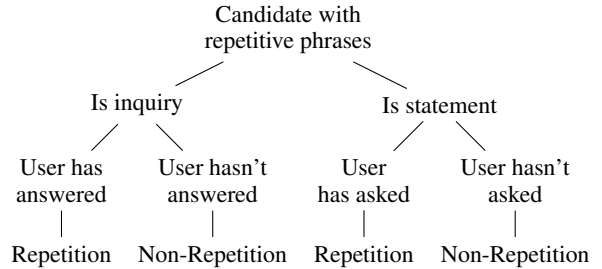 Candidate with
repetitive phrases
Is inquiry
Is statement
User has
answered
User hasn't
answered
User
has asked
User hasn't
asked
Repetition
Non-Repetition
Repetition
Non-Repetition